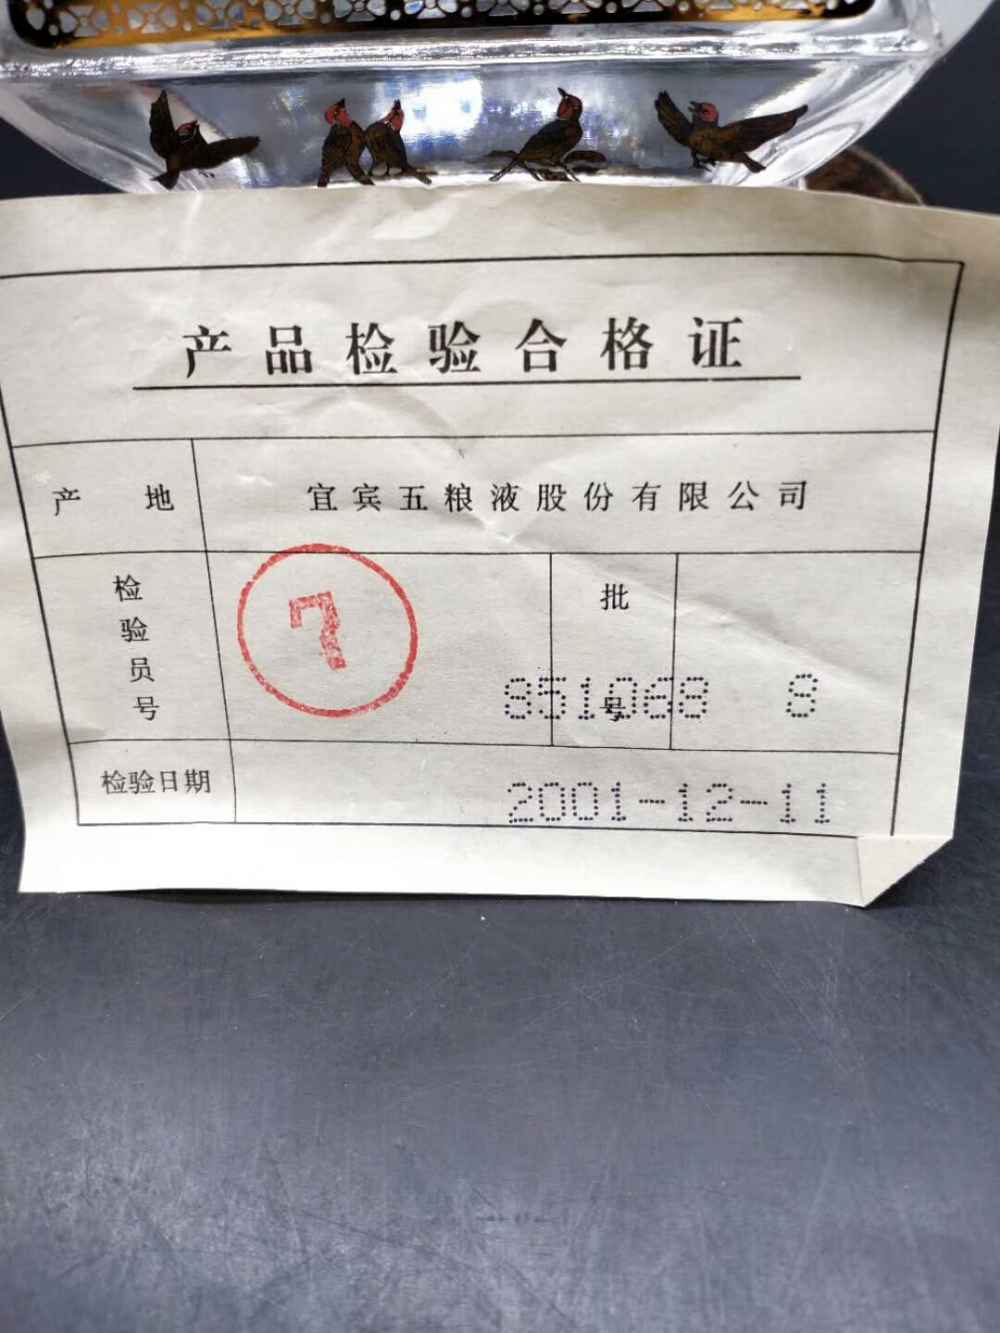 产品检验合格证
产地 宜宾五粮液股份有限公司
检验员号 7 批号 851068 8
检验日期 2001-12-11